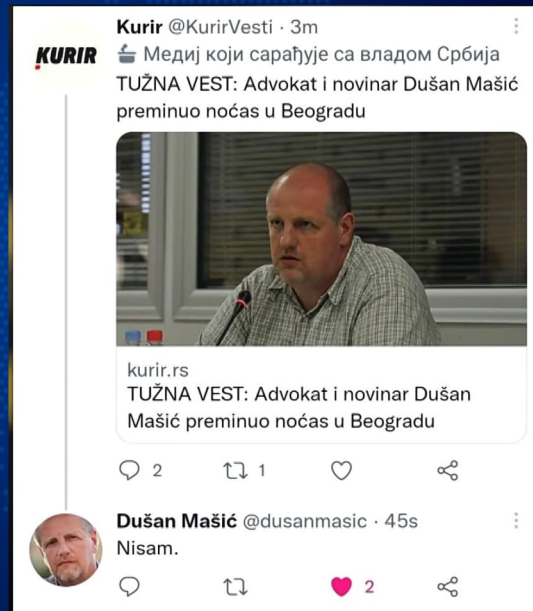 Kurir @KurirVesti · 3m
KURIR
Медиј који сарађује са владом Србија
TUŽNA VEST: Advokat i novinar Dušan Mašić
preminuo noćas u Beogradu
kurir.rs
TUŽNA VEST: Advokat i novinar Dušan
Mašić preminuo noćas u Beogradu
2 1
Dušan Mašić @dusanmasic · 45s
Nisam.
2